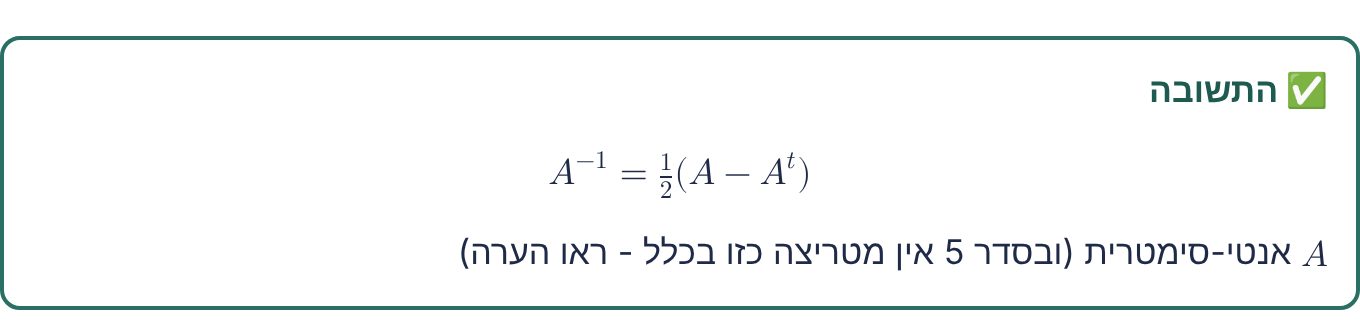 ✅ התשובה
$A^{-1} = \frac{1}{2}(A - A^t)$
$A$ אנטי-סימטרית (ובסדר 5 אין מטריצה כזו בכלל - ראו הערה)